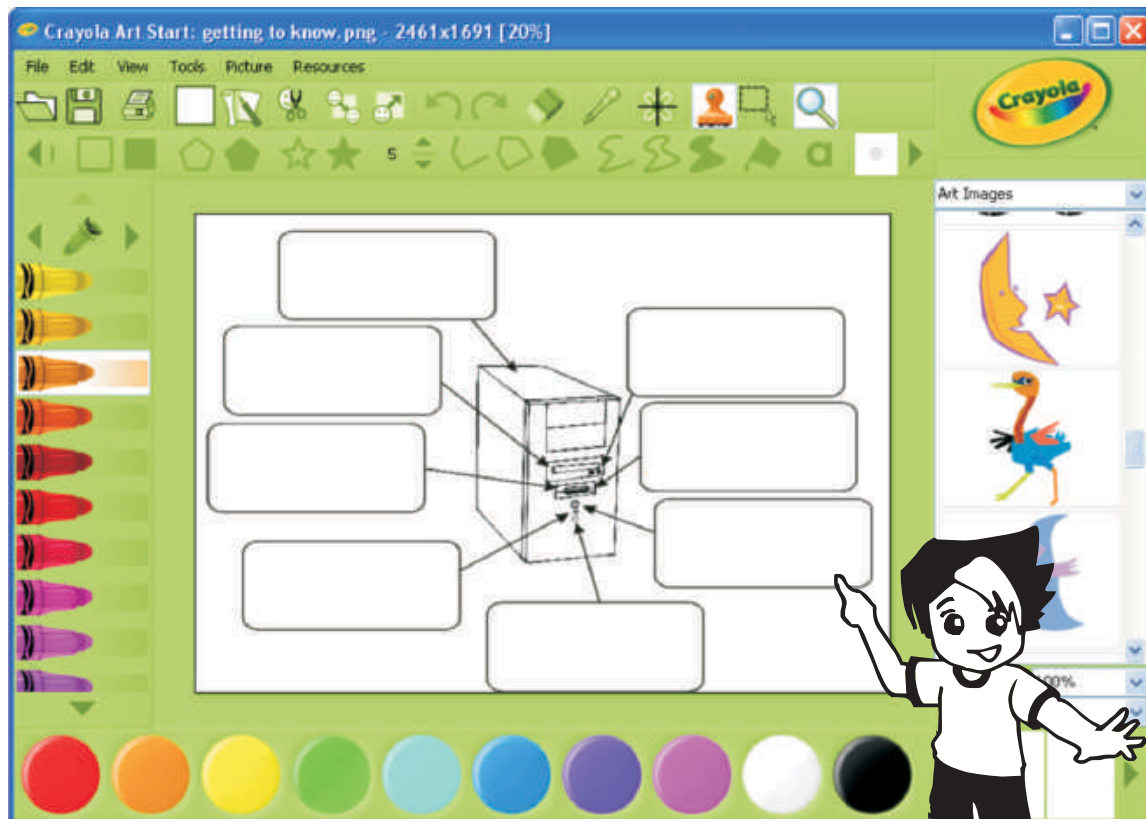 Crayola Art Start: getting to know.png - 2461x1691 [20%]
File Edit View Tools Picture Resources
Crayola
5
a
Art Images
100%